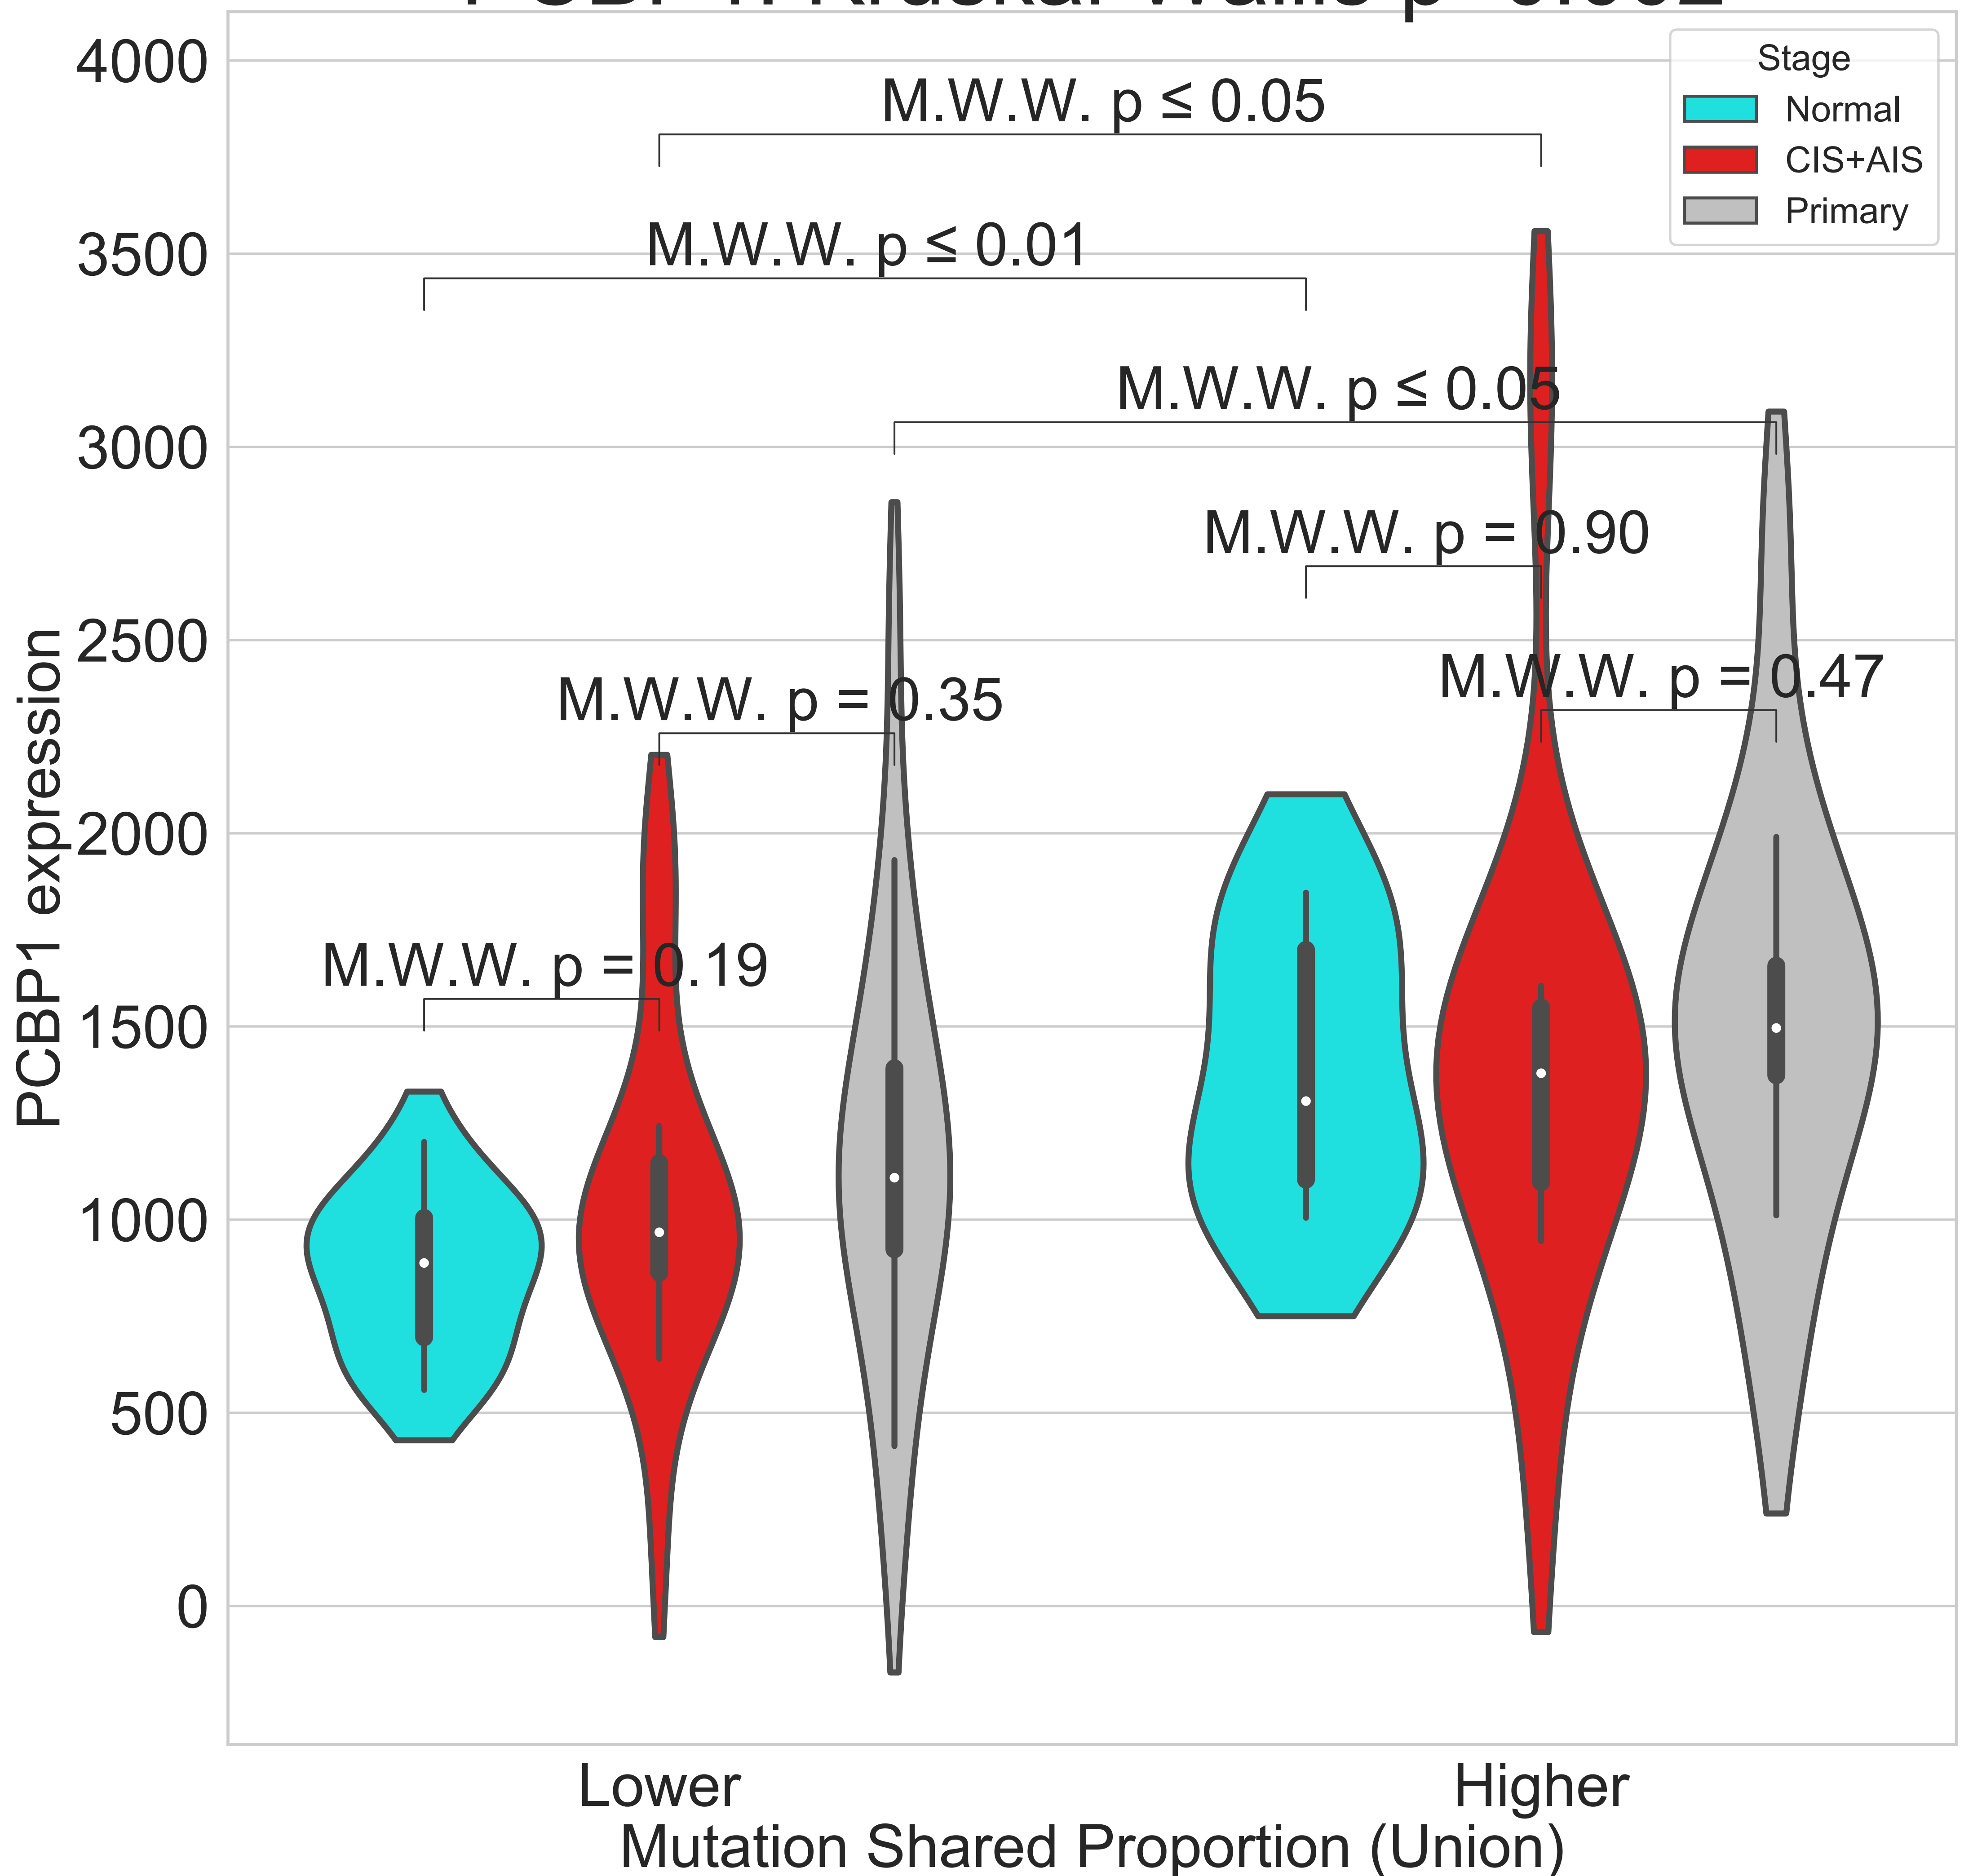 Stage
Normal
CIS+AIS
Primary
4000
3500
3000
2500
2000
1500
1000
500
0
PCBP1 expression
M.W.W. p ≤ 0.05
M.W.W. p ≤ 0.01
M.W.W. p ≤ 0.05
M.W.W. p = 0.90
M.W.W. p = 0.47
M.W.W. p = 0.35
M.W.W. p = 0.19
Lower
Higher
Mutation Shared Proportion (Union)